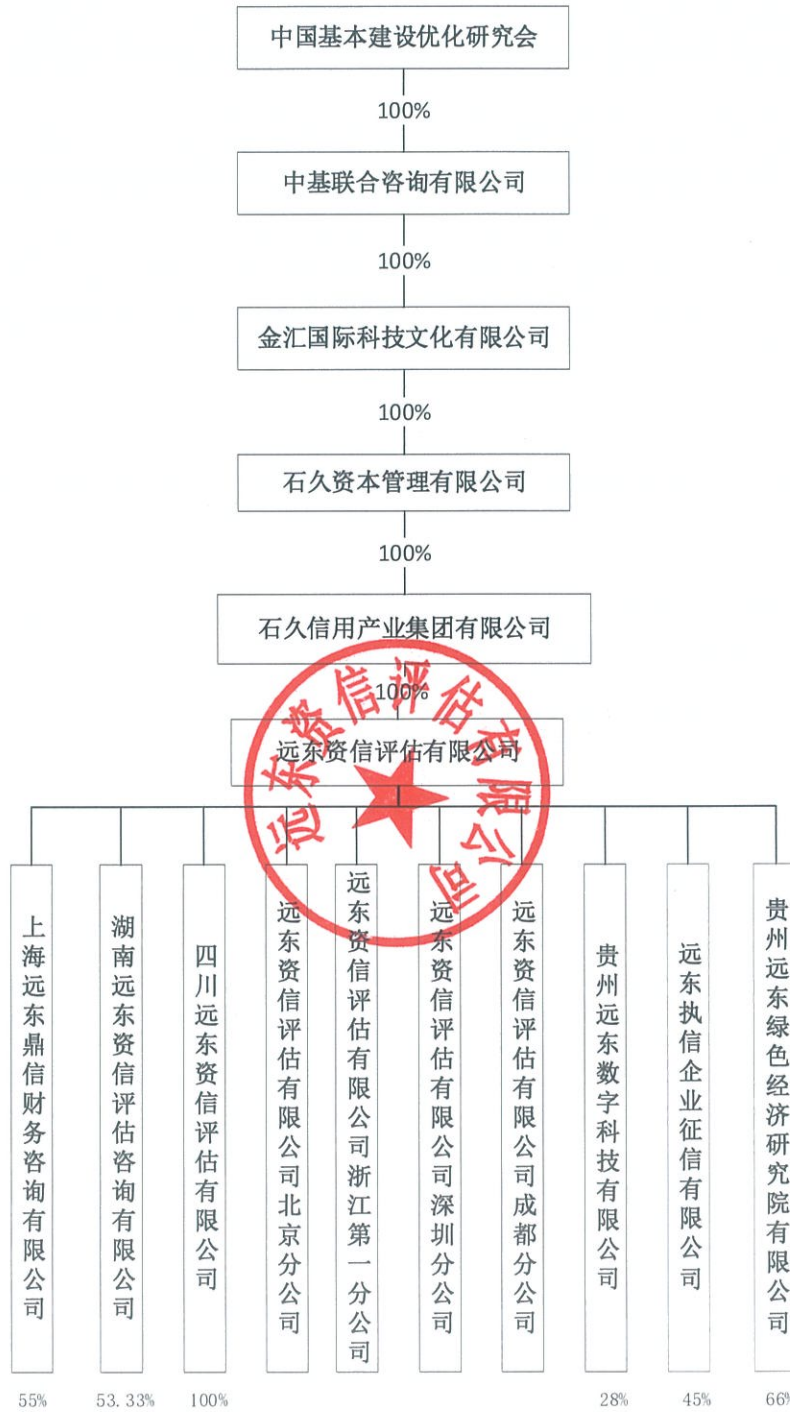 中国基本建设优化研究会
100%
中基联合咨询有限公司
100%
金汇国际科技文化有限公司
100%
石久资本管理有限公司
100%
石久信用产业集团有限公司
100%
远东资信评估有限公司
远东资信评估有限公司
上海远东鼎信财务咨询有限公司
湖南远东资信评估咨询有限公司
四川远东资信评估有限公司
远东资信评估有限公司北京分公司
远东资信评估有限公司浙江第一分公司
远东资信评估有限公司深圳分公司
远东资信评估有限公司成都分公司
贵州远东数字科技有限公司
远东执信企业征信有限公司
贵州远东绿色经济研究院有限公司
55%
53.33%
100%
28%
45%
66%